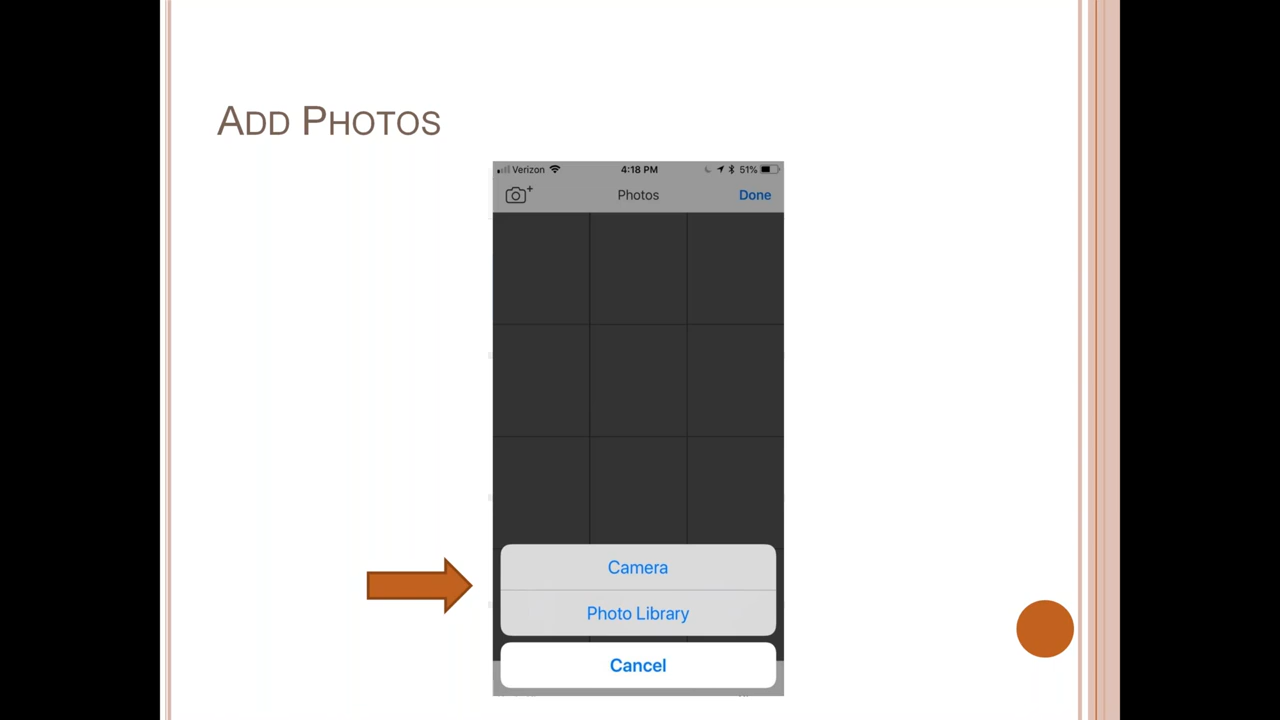 ADD PHOTOS
Verizon 4:18 PM 51%
Photos Done
Camera
Photo Library
Cancel